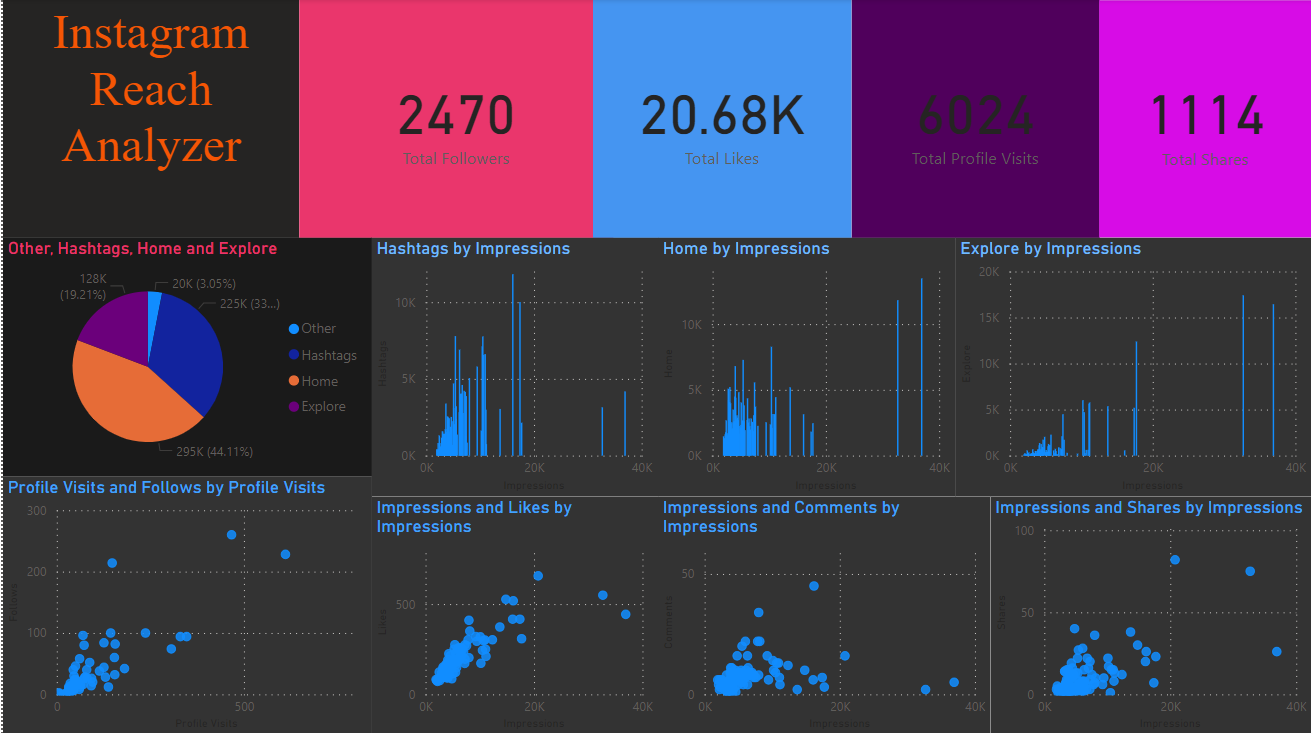 Instagram
Reach
Analyzer
2470
Total Followers
20.68K
Total Likes
6024
Total Profile Visits
1114
Total Shares
Other, Hashtags, Home and Explore
128K
(19.21%)
20K (3.05%)
225K (33...)
295K (44.11%)
Other
Hashtags
Home
Explore
Hashtags by Impressions
Hashtags
10K
5K
0K
0K 20K 40K
Impressions
Home by Impressions
Home
10K
5K
0K
0K 20K 40K
Impressions
Explore by Impressions
Explore
20K
15K
10K
5K
0K
0K 20K 40K
Impressions
Profile Visits and Follows by Profile Visits
Follows
300
200
100
0
0 500
Profile Visits
Impressions and Likes by
Impressions
Likes
500
0
0K 20K 40K
Impressions
Impressions and Comments by
Impressions
Comments
50
0
0K 20K 40K
Impressions
Impressions and Shares by Impressions
Shares
100
50
0
0K 20K 40K
Impressions